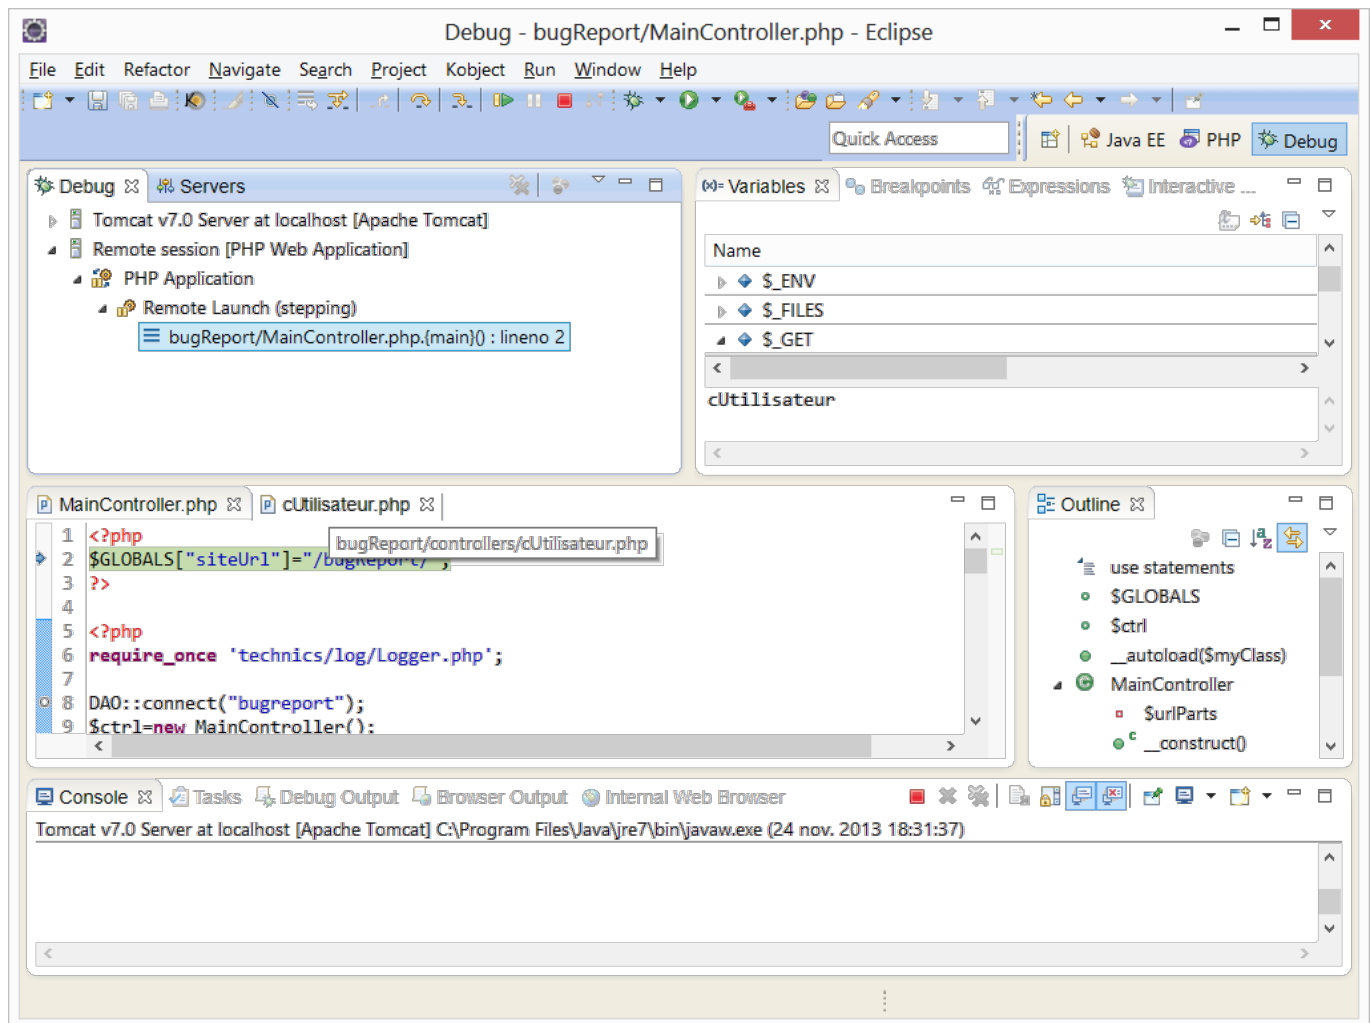 Debug - bugReport/MainController.php - Eclipse
File Edit Refactor Navigate Search Project Kobject Run Window Help
Quick Access
Java EE PHP Debug
Debug Servers
Tomcat v7.0 Server at localhost [Apache Tomcat]
Remote session [PHP Web Application]
PHP Application
Remote Launch (stepping)
bugReport/MainController.php.{main}() : lineno 2
(x)= Variables Breakpoints Expressions Interactive ...
Name
$_ENV
$_FILES
$_GET
cUtilisateur
MainController.php cUtilisateur.php
bugReport/controllers/cUtilisateur.php
1 <?php
2 $GLOBALS["siteUrl"]="/bugReport/";
3 ?>
4
5 <?php
6 require_once 'technics/log/Logger.php';
7
8 DAO::connect("bugreport");
9 $ctrl=new MainController();
Outline
use statements
$GLOBALS
$ctrl
__autoload($myClass)
MainController
$urlParts
__construct()
Console Tasks Debug Output Browser Output Internal Web Browser
Tomcat v7.0 Server at localhost [Apache Tomcat] C:\Program Files\Java\jre7\bin\javaw.exe (24 nov. 2013 18:31:37)